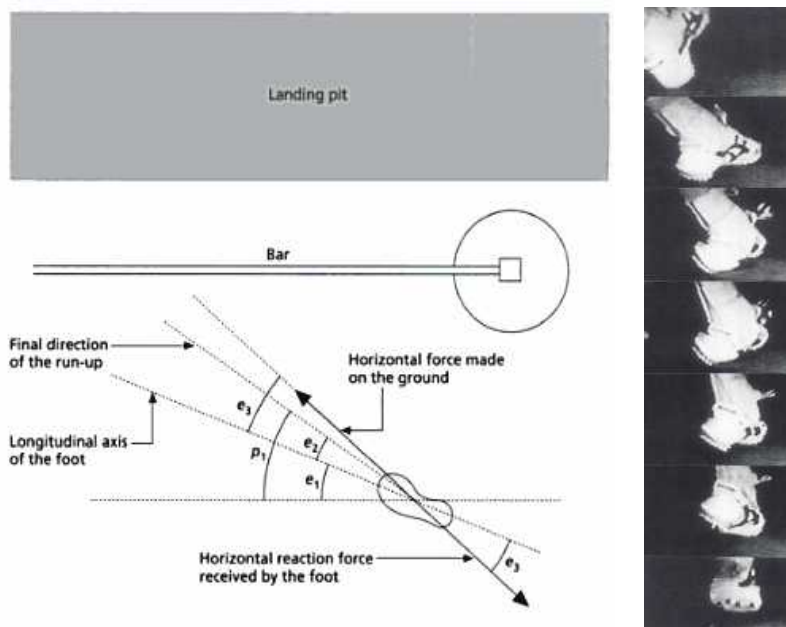 Landing pit
Bar
Final direction
of the run-up
Horizontal force made
on the ground
Longitudinal axis
of the foot
e3
p1
e2
e1
Horizontal reaction force
received by the foot
e3